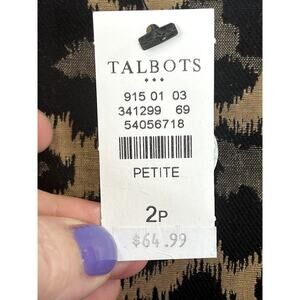 TALBOTS
915 01 03
341299 69
54056718
PETITE
2P
$64.99